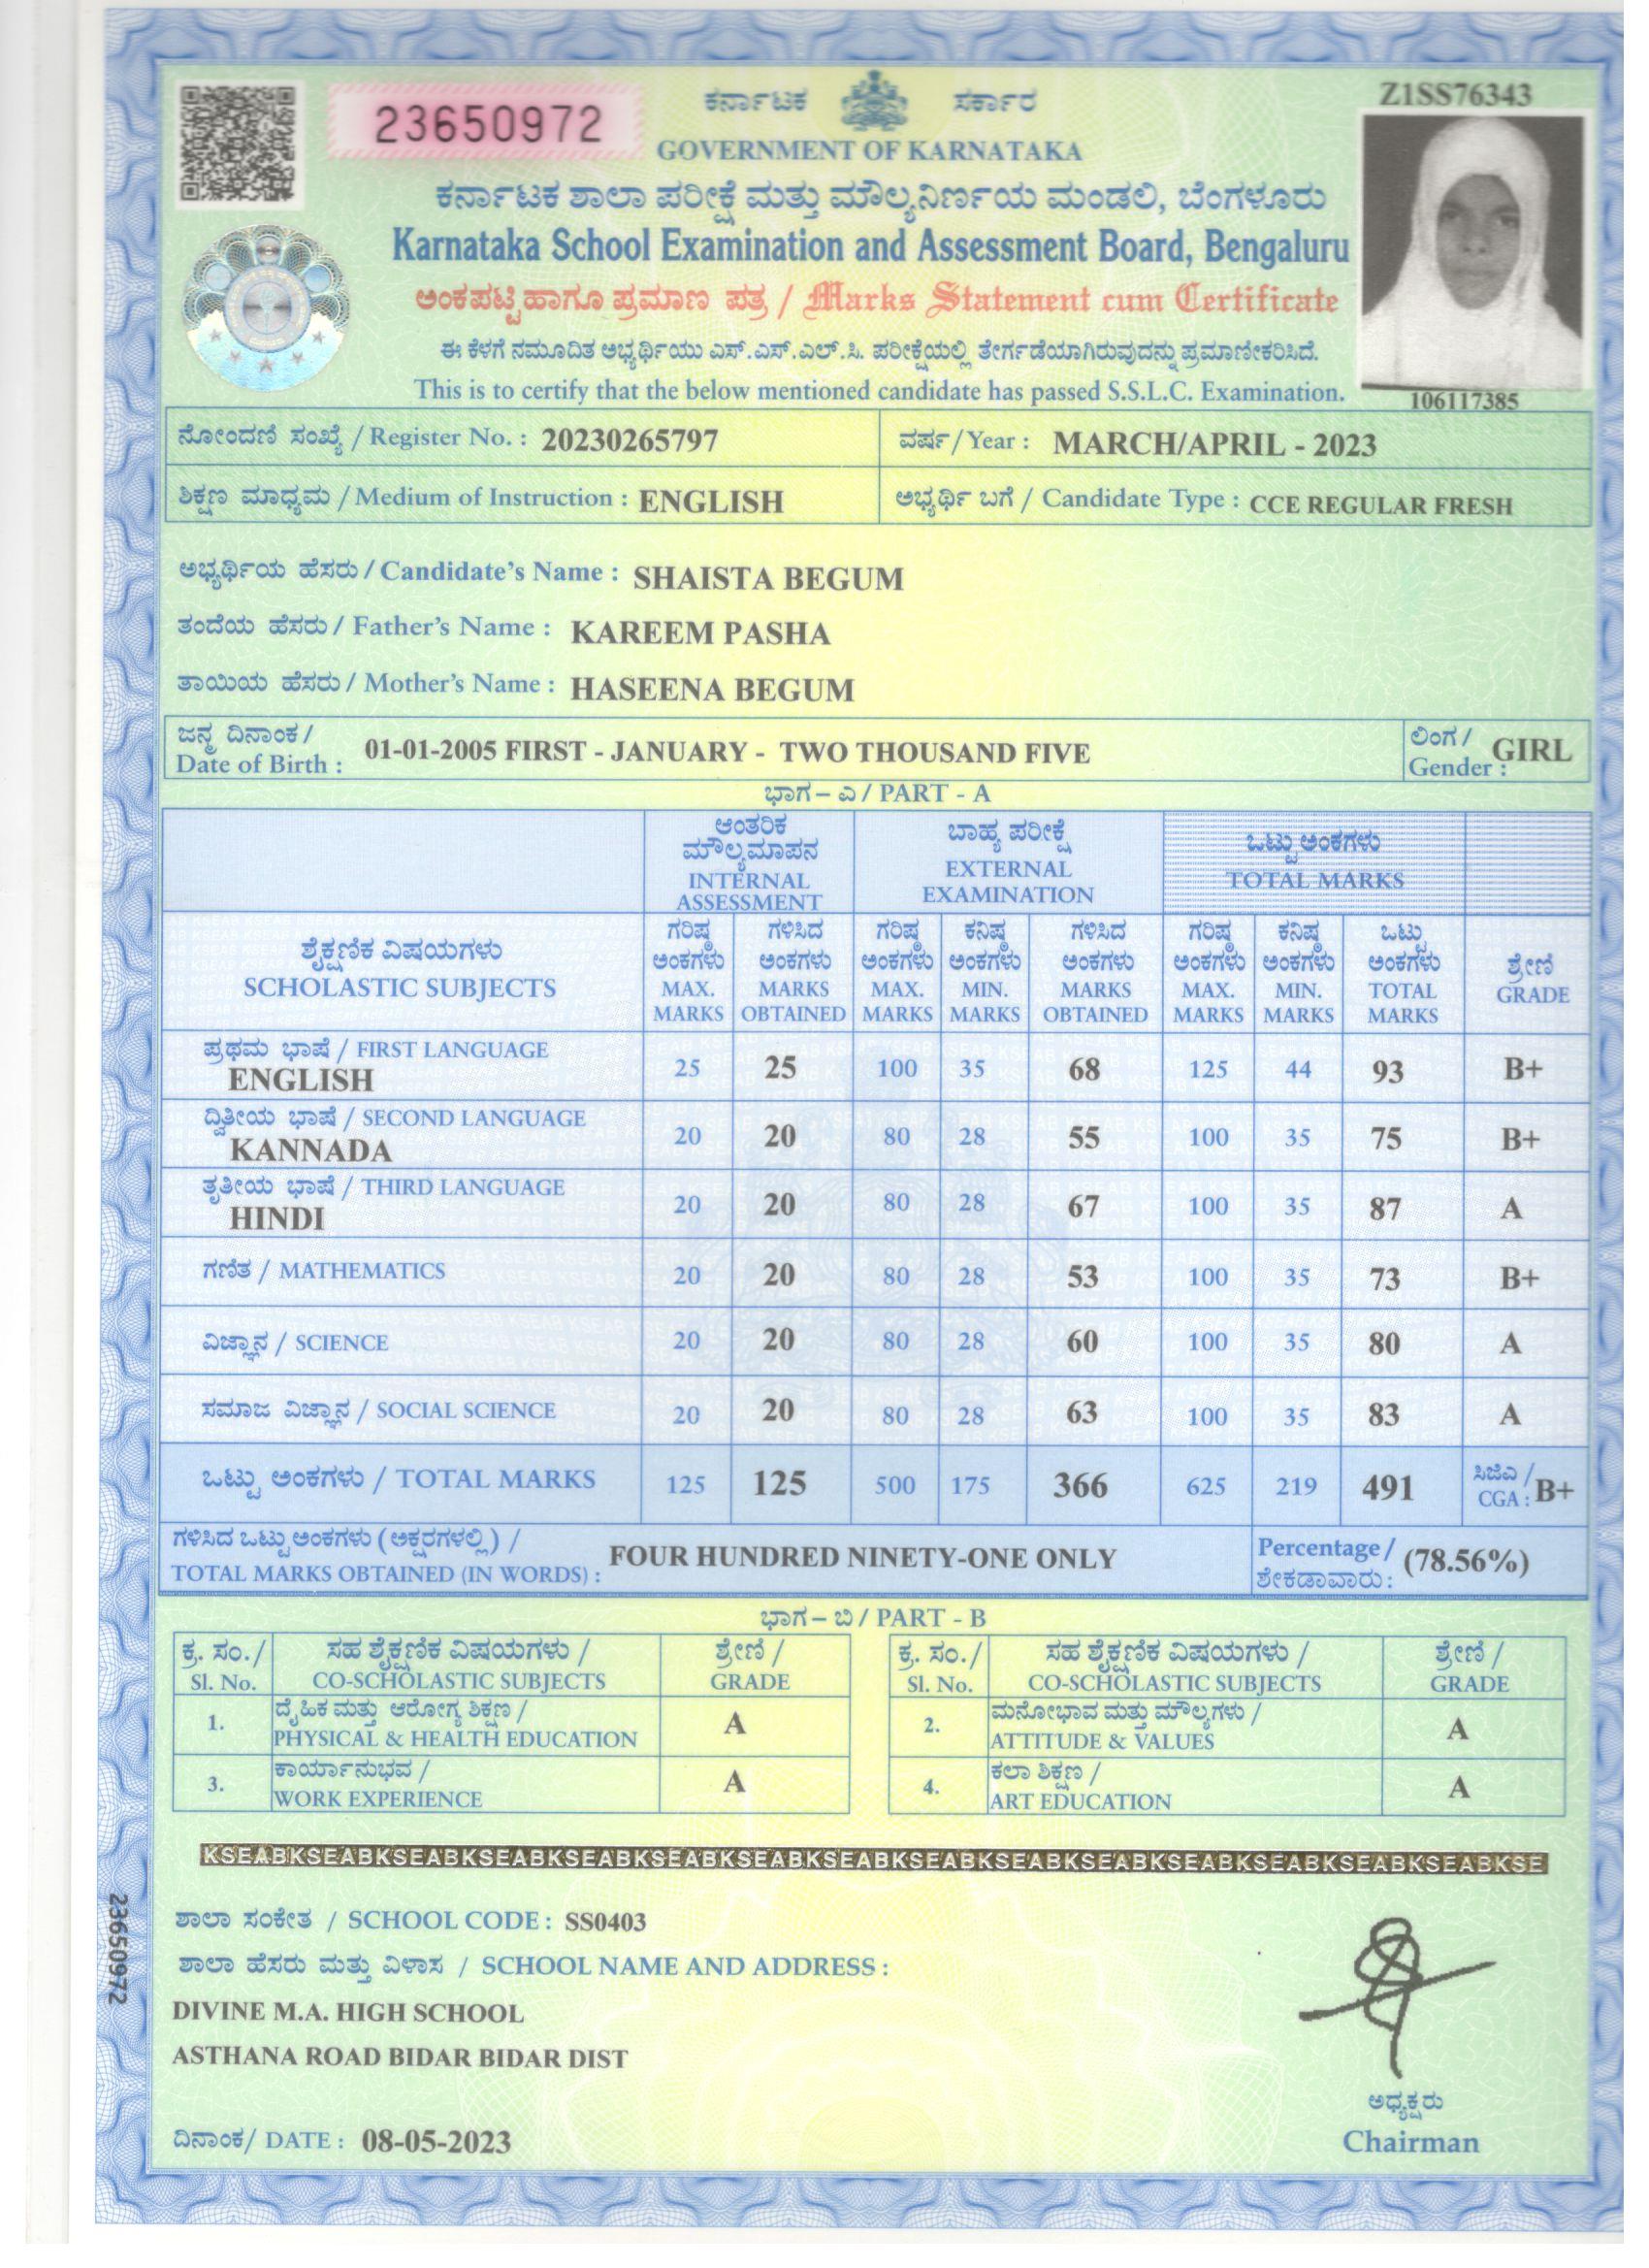 23650972
ಕರ್ನಾಟಕ ಸರ್ಕಾರ
Z1SS76343
GOVERNMENT OF KARNATAKA
ಕರ್ನಾಟಕ ಶಾಲಾ ಪರೀಕ್ಷೆ ಮತ್ತು ಮೌಲ್ಯನಿರ್ಣಯ ಮಂಡಲಿ, ಬೆಂಗಳೂರು
Karnataka School Examination and Assessment Board, Bengaluru
ಅಂಕಪಟ್ಟಿ ಹಾಗೂ ಪ್ರಮಾಣ ಪತ್ರ / Marks Statement cum Certificate
ಈ ಕೆಳಗೆ ನಮೂದಿತ ಅಭ್ಯರ್ಥಿಯು ಎಸ್.ಎಸ್.ಎಲ್.ಸಿ. ಪರೀಕ್ಷೆಯಲ್ಲಿ ತೇರ್ಗಡೆಯಾಗಿರುವುದನ್ನು ಪ್ರಮಾಣೀಕರಿಸಿದೆ.
This is to certify that the below mentioned candidate has passed S.S.L.C. Examination.
106117385
ನೋಂದಣಿ ಸಂಖ್ಯೆ / Register No. : 20230265797 ವರ್ಷ / Year : MARCH/APRIL - 2023
ಶಿಕ್ಷಣ ಮಾಧ್ಯಮ / Medium of Instruction : ENGLISH ಅಭ್ಯರ್ಥಿ ಬಗೆ / Candidate Type : CCE REGULAR FRESH
ಅಭ್ಯರ್ಥಿಯ ಹೆಸರು / Candidate's Name : SHAISTA BEGUM
ತಂದೆಯ ಹೆಸರು / Father's Name : KAREEM PASHA
ತಾಯಿಯ ಹೆಸರು / Mother's Name : HASEENA BEGUM
ಜನ್ಮ ದಿನಾಂಕ / ಲಿಂಗ /
Date of Birth : 01-01-2005 FIRST - JANUARY - TWO THOUSAND FIVE Gender : GIRL
ಭಾಗ – ಎ / PART - A
ಆಂತರಿಕ ಮೌಲ್ಯಮಾಪನ ಬಾಹ್ಯ ಪರೀಕ್ಷೆ ಒಟ್ಟು ಅಂಕಗಳು
INTERNAL ASSESSMENT EXTERNAL EXAMINATION TOTAL MARKS
ಶೈಕ್ಷಣಿಕ ವಿಷಯಗಳು ಗರಿಷ್ಠ ಅಂಕಗಳು ಗಳಿಸಿದ ಅಂಕಗಳು ಗರಿಷ್ಠ ಅಂಕಗಳು ಕನಿಷ್ಠ ಅಂಕಗಳು ಗಳಿಸಿದ ಅಂಕಗಳು ಗರಿಷ್ಠ ಅಂಕಗಳು ಕನಿಷ್ಠ ಅಂಕಗಳು ಒಟ್ಟು ಅಂಕಗಳು ಶ್ರೇಣಿ
SCHOLASTIC SUBJECTS MAX. MARKS MARKS OBTAINED MAX. MARKS MIN. MARKS MARKS OBTAINED MAX. MARKS MIN. MARKS TOTAL MARKS GRADE
ಪ್ರಥಮ ಭಾಷೆ / FIRST LANGUAGE
ENGLISH 25 25 100 35 68 125 44 93 B+
ದ್ವಿತೀಯ ಭಾಷೆ / SECOND LANGUAGE
KANNADA 20 20 80 28 55 100 35 75 B+
ತೃತೀಯ ಭಾಷೆ / THIRD LANGUAGE
HINDI 20 20 80 28 67 100 35 87 A
ಗಣಿತ / MATHEMATICS 20 20 80 28 53 100 35 73 B+
ವಿಜ್ಞಾನ / SCIENCE 20 20 80 28 60 100 35 80 A
ಸಮಾಜ ವಿಜ್ಞಾನ / SOCIAL SCIENCE 20 20 80 28 63 100 35 83 A
ಒಟ್ಟು ಅಂಕಗಳು / TOTAL MARKS 125 125 500 175 366 625 219 491 ಸಿಜಿಎ / CGA : B+
ಗಳಿಸಿದ ಒಟ್ಟು ಅಂಕಗಳು (ಅಕ್ಷರಗಳಲ್ಲಿ) / Percentage /
TOTAL MARKS OBTAINED (IN WORDS) : FOUR HUNDRED NINETY-ONE ONLY ಶೇಕಡಾವಾರು : (78.56%)
ಭಾಗ – ಬಿ / PART - B
ಕ್ರ. ಸಂ. / ಸಹ ಶೈಕ್ಷಣಿಕ ವಿಷಯಗಳು / ಶ್ರೇಣಿ / ಕ್ರ. ಸಂ. / ಸಹ ಶೈಕ್ಷಣಿಕ ವಿಷಯಗಳು / ಶ್ರೇಣಿ /
Sl. No. CO-SCHOLASTIC SUBJECTS GRADE Sl. No. CO-SCHOLASTIC SUBJECTS GRADE
1. ದೈಹಿಕ ಮತ್ತು ಆರೋಗ್ಯ ಶಿಕ್ಷಣ / PHYSICAL & HEALTH EDUCATION A 2. ಮನೋಭಾವ ಮತ್ತು ಮೌಲ್ಯಗಳು / ATTITUDE & VALUES A
3. ಕಾರ್ಯಾನುಭವ / WORK EXPERIENCE A 4. ಕಲಾ ಶಿಕ್ಷಣ / ART EDUCATION A
KSEABKSEABKSEABKSEABKSEABKSEABKSEABKSEABKSEABKSEABKSEABKSEABKSEABKSE
23650972
ಶಾಲಾ ಸಂಕೇತ / SCHOOL CODE : SS0403
ಶಾಲಾ ಹೆಸರು ಮತ್ತು ವಿಳಾಸ / SCHOOL NAME AND ADDRESS :
DIVINE M.A. HIGH SCHOOL
ASTHANA ROAD BIDAR BIDAR DIST
ಅಧ್ಯಕ್ಷರು
ದಿನಾಂಕ / DATE : 08-05-2023 Chairman